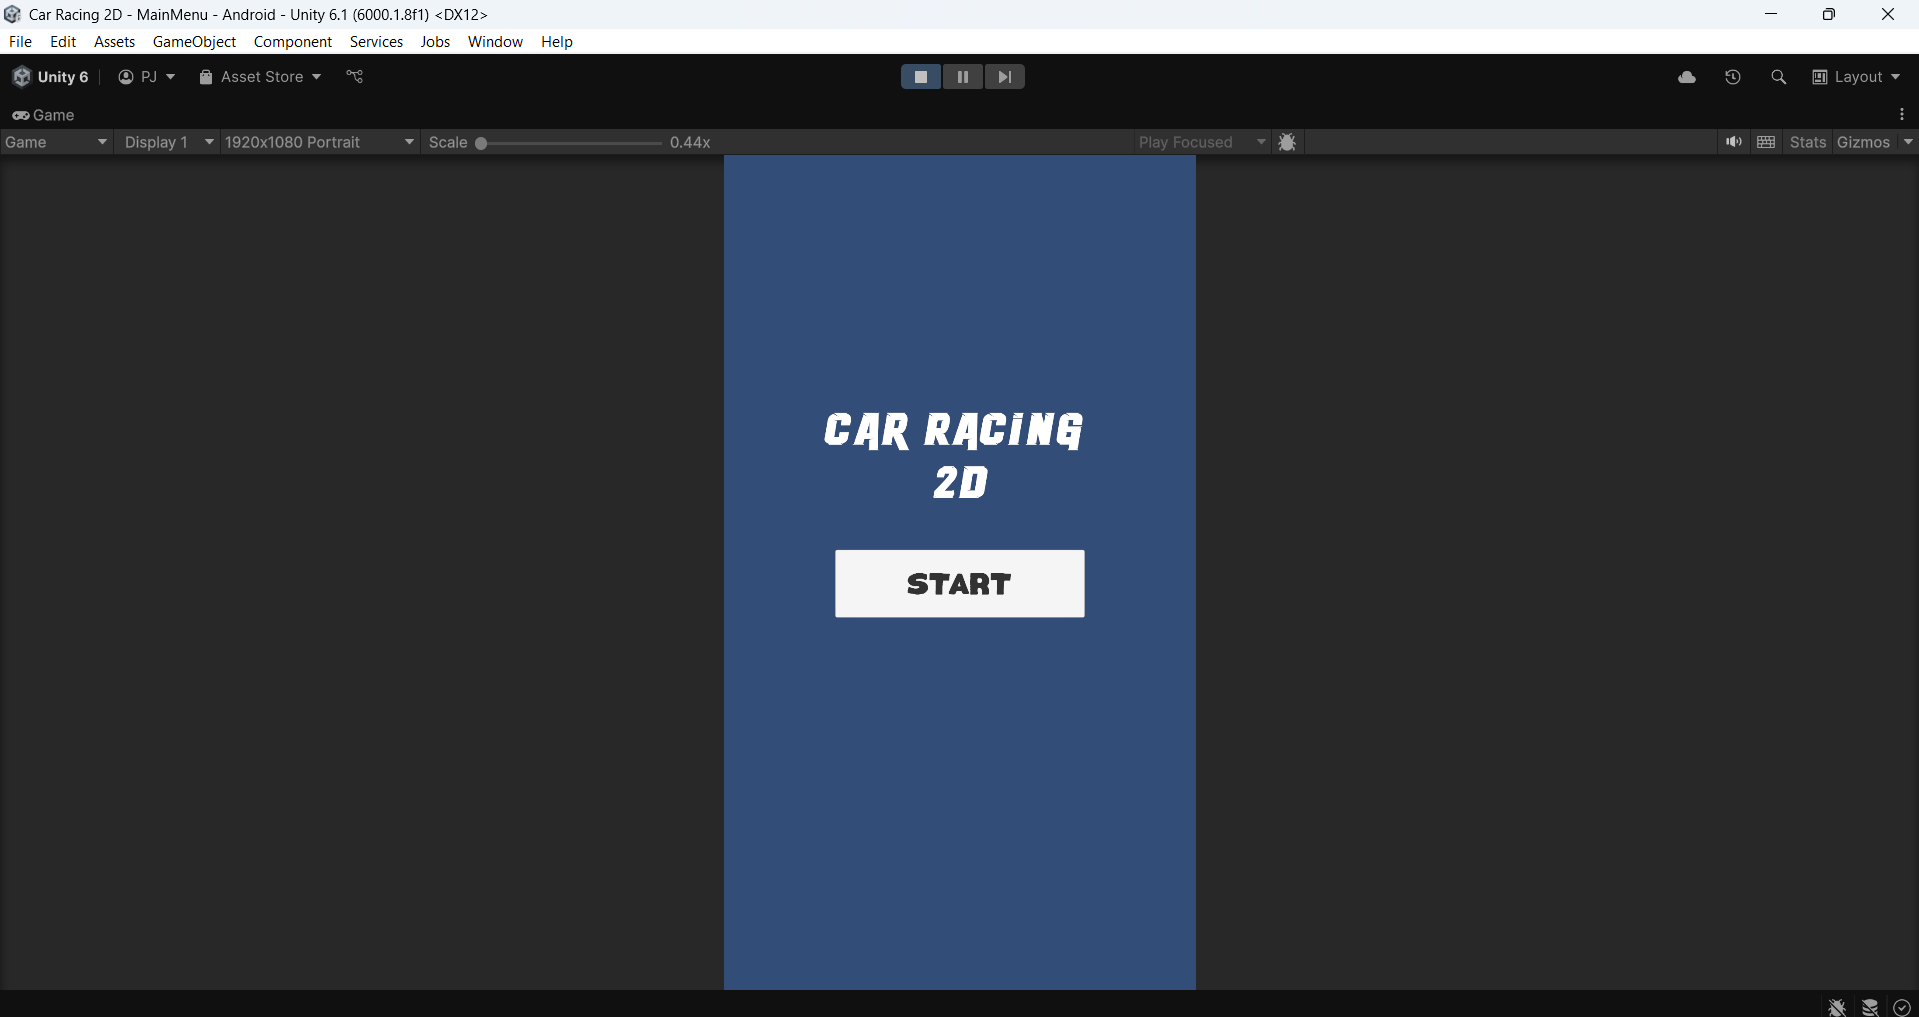 Car Racing 2D - MainMenu - Android - Unity 6.1 (6000.1.8f1) <DX12>
File Edit Assets GameObject Component Services Jobs Window Help
Unity 6 PJ Asset Store Layout
Game
Game Display 1 1920x1080 Portrait Scale 0.44x Play Focused Stats Gizmos
CAR RACING
2D
START